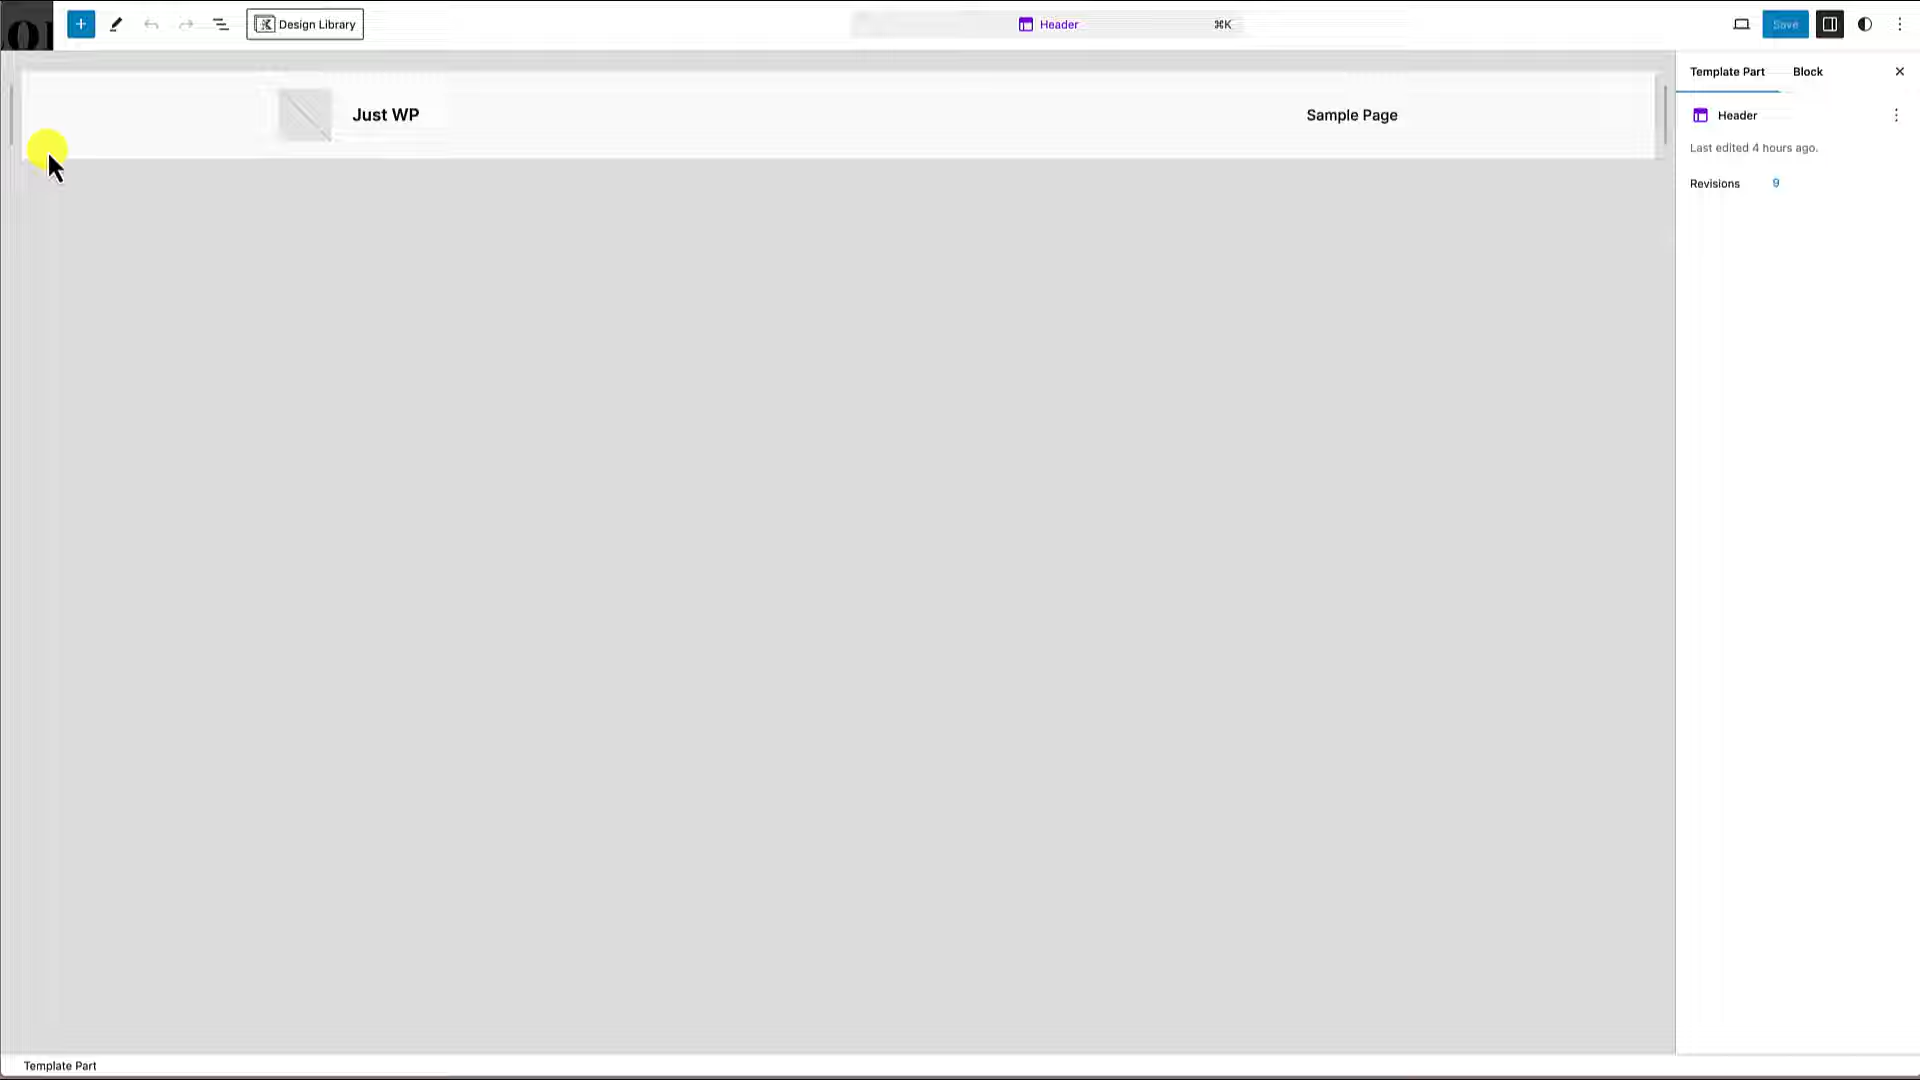 Design Library
Header
⌘K
Save
Template Part
Block
Just WP
Sample Page
Header
Last edited 4 hours ago.
Revisions
9
Template Part